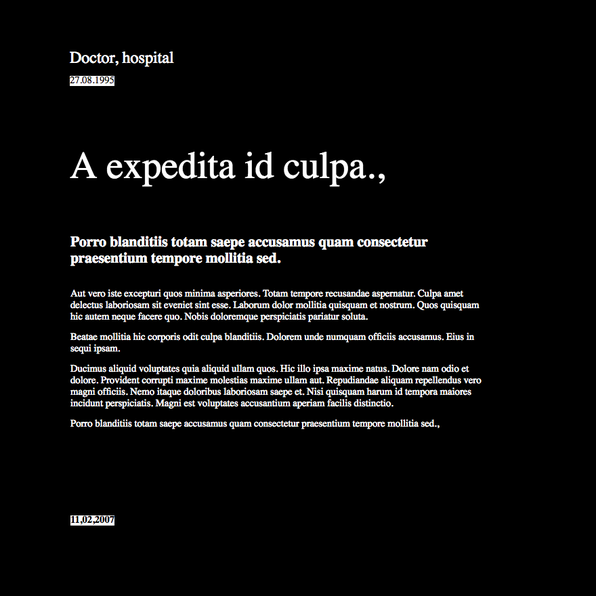 Doctor, hospital
27.08.1995
A expedita id culpa.,
Porro blanditiis totam saepe accusamus quam consectetur
praesentium tempore mollitia sed.
Aut vero iste excepturi quos minima asperiores. Totam tempore recusandae aspernatur. Culpa amet
delectus laboriosam sit eveniet sint esse. Laborum dolor mollitia quisquam et nostrum. Quos quisquam
hic autem neque facere quo. Nobis doloremque perspiciatis pariatur soluta.
Beatae mollitia hic corporis odit culpa blanditiis. Dolorem unde numquam officiis accusamus. Eius in
sequi ipsam.
Ducimus aliquid voluptates quia aliquid ullam quos. Hic illo ipsa maxime natus. Dolore nam odio et
dolore. Provident corrupti maxime molestias maxime ullam aut. Repudiandae aliquam repellendus vero
magni officiis. Nemo itaque doloribus laboriosam saepe et. Nisi quisquam harum id tempora maiores
incidunt perspiciatis. Magni est voluptates accusantium aperiam facilis distinctio.
Porro blanditiis totam saepe accusamus quam consectetur praesentium tempore mollitia sed.,
11,02,2007